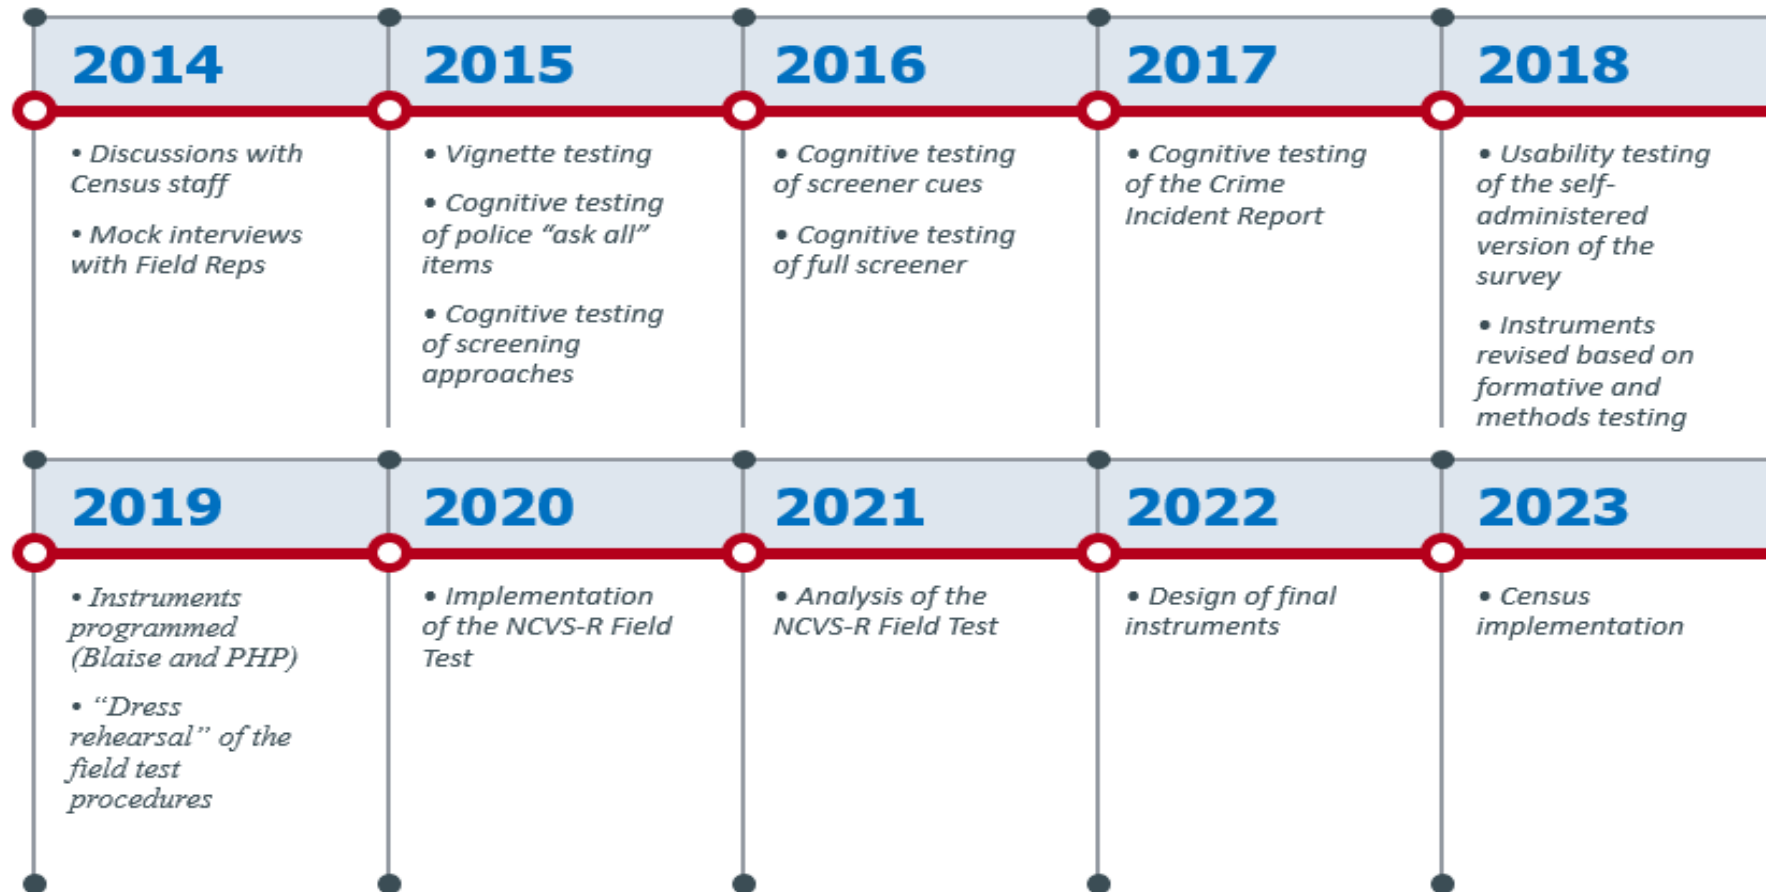 2014
• Discussions with
Census staff
• Mock interviews
with Field Reps
2015
• Vignette testing
• Cognitive testing
of police “ask all”
items
• Cognitive testing
of screening
approaches
2016
• Cognitive testing
of screener cues
• Cognitive testing
of full screener
2017
• Cognitive testing
of the Crime
Incident Report
2018
• Usability testing
of the self-
administered
version of the
survey
• Instruments
revised based on
formative and
methods testing
2019
• Instruments
programmed
(Blaise and PHP)
• “Dress
rehearsal” of the
field test
procedures
2020
• Implementation
of the NCVS-R Field
Test
2021
• Analysis of the
NCVS-R Field Test
2022
• Design of final
instruments
2023
• Census
implementation